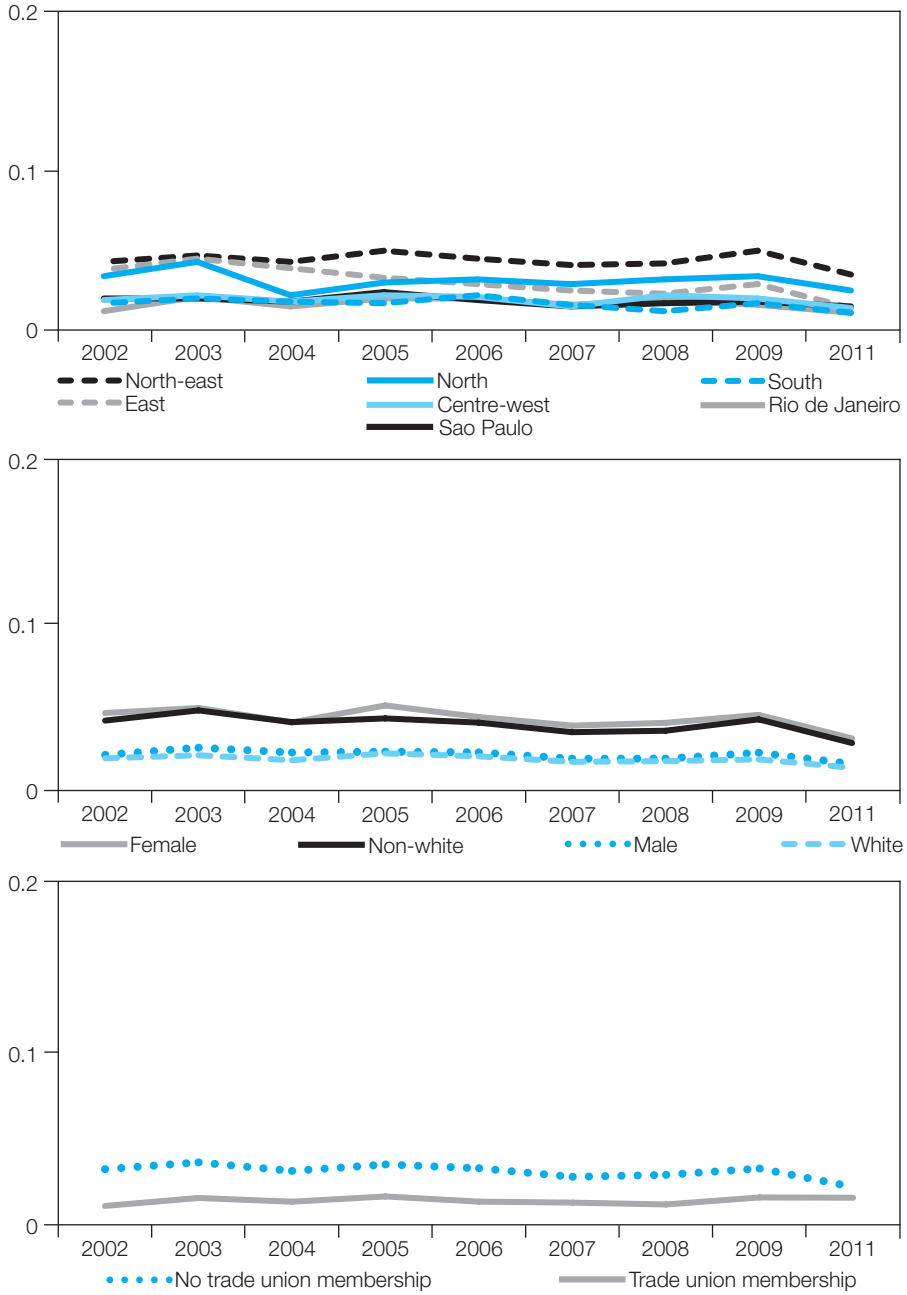 0.2
0.1
0
2002 2003 2004 2005 2006 2007 2008 2009 2011
North-east North South
East Centre-west Rio de Janeiro
Sao Paulo
0.2
0.1
0
2002 2003 2004 2005 2006 2007 2008 2009 2011
Female Non-white Male White
0.2
0.1
0
2002 2003 2004 2005 2006 2007 2008 2009 2011
No trade union membership Trade union membership